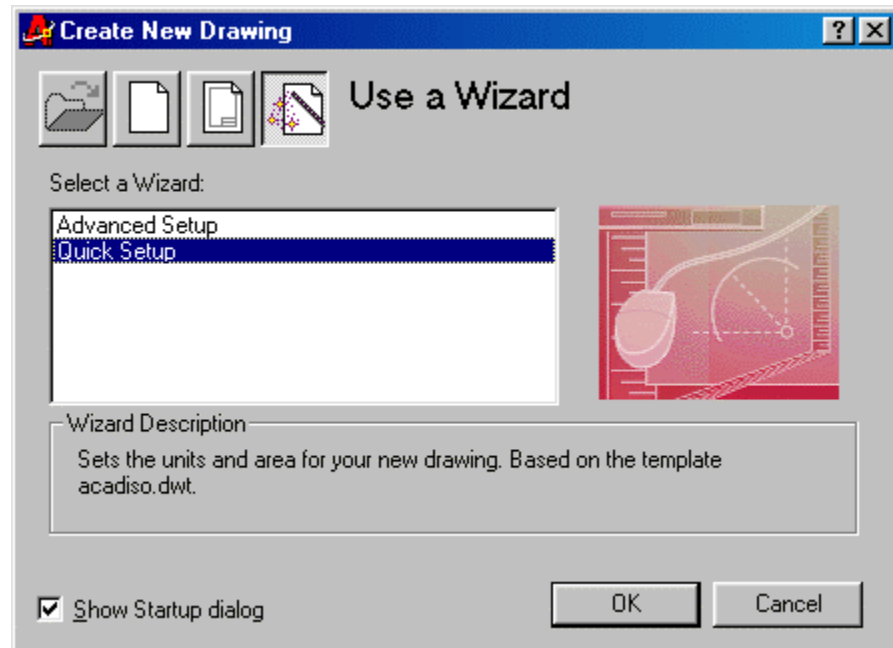 Create New Drawing
Use a Wizard
Select a Wizard:
Advanced Setup
Quick Setup
Wizard Description
Sets the units and area for your new drawing. Based on the template
acadiso.dwt.
Show Startup dialog
OK
Cancel